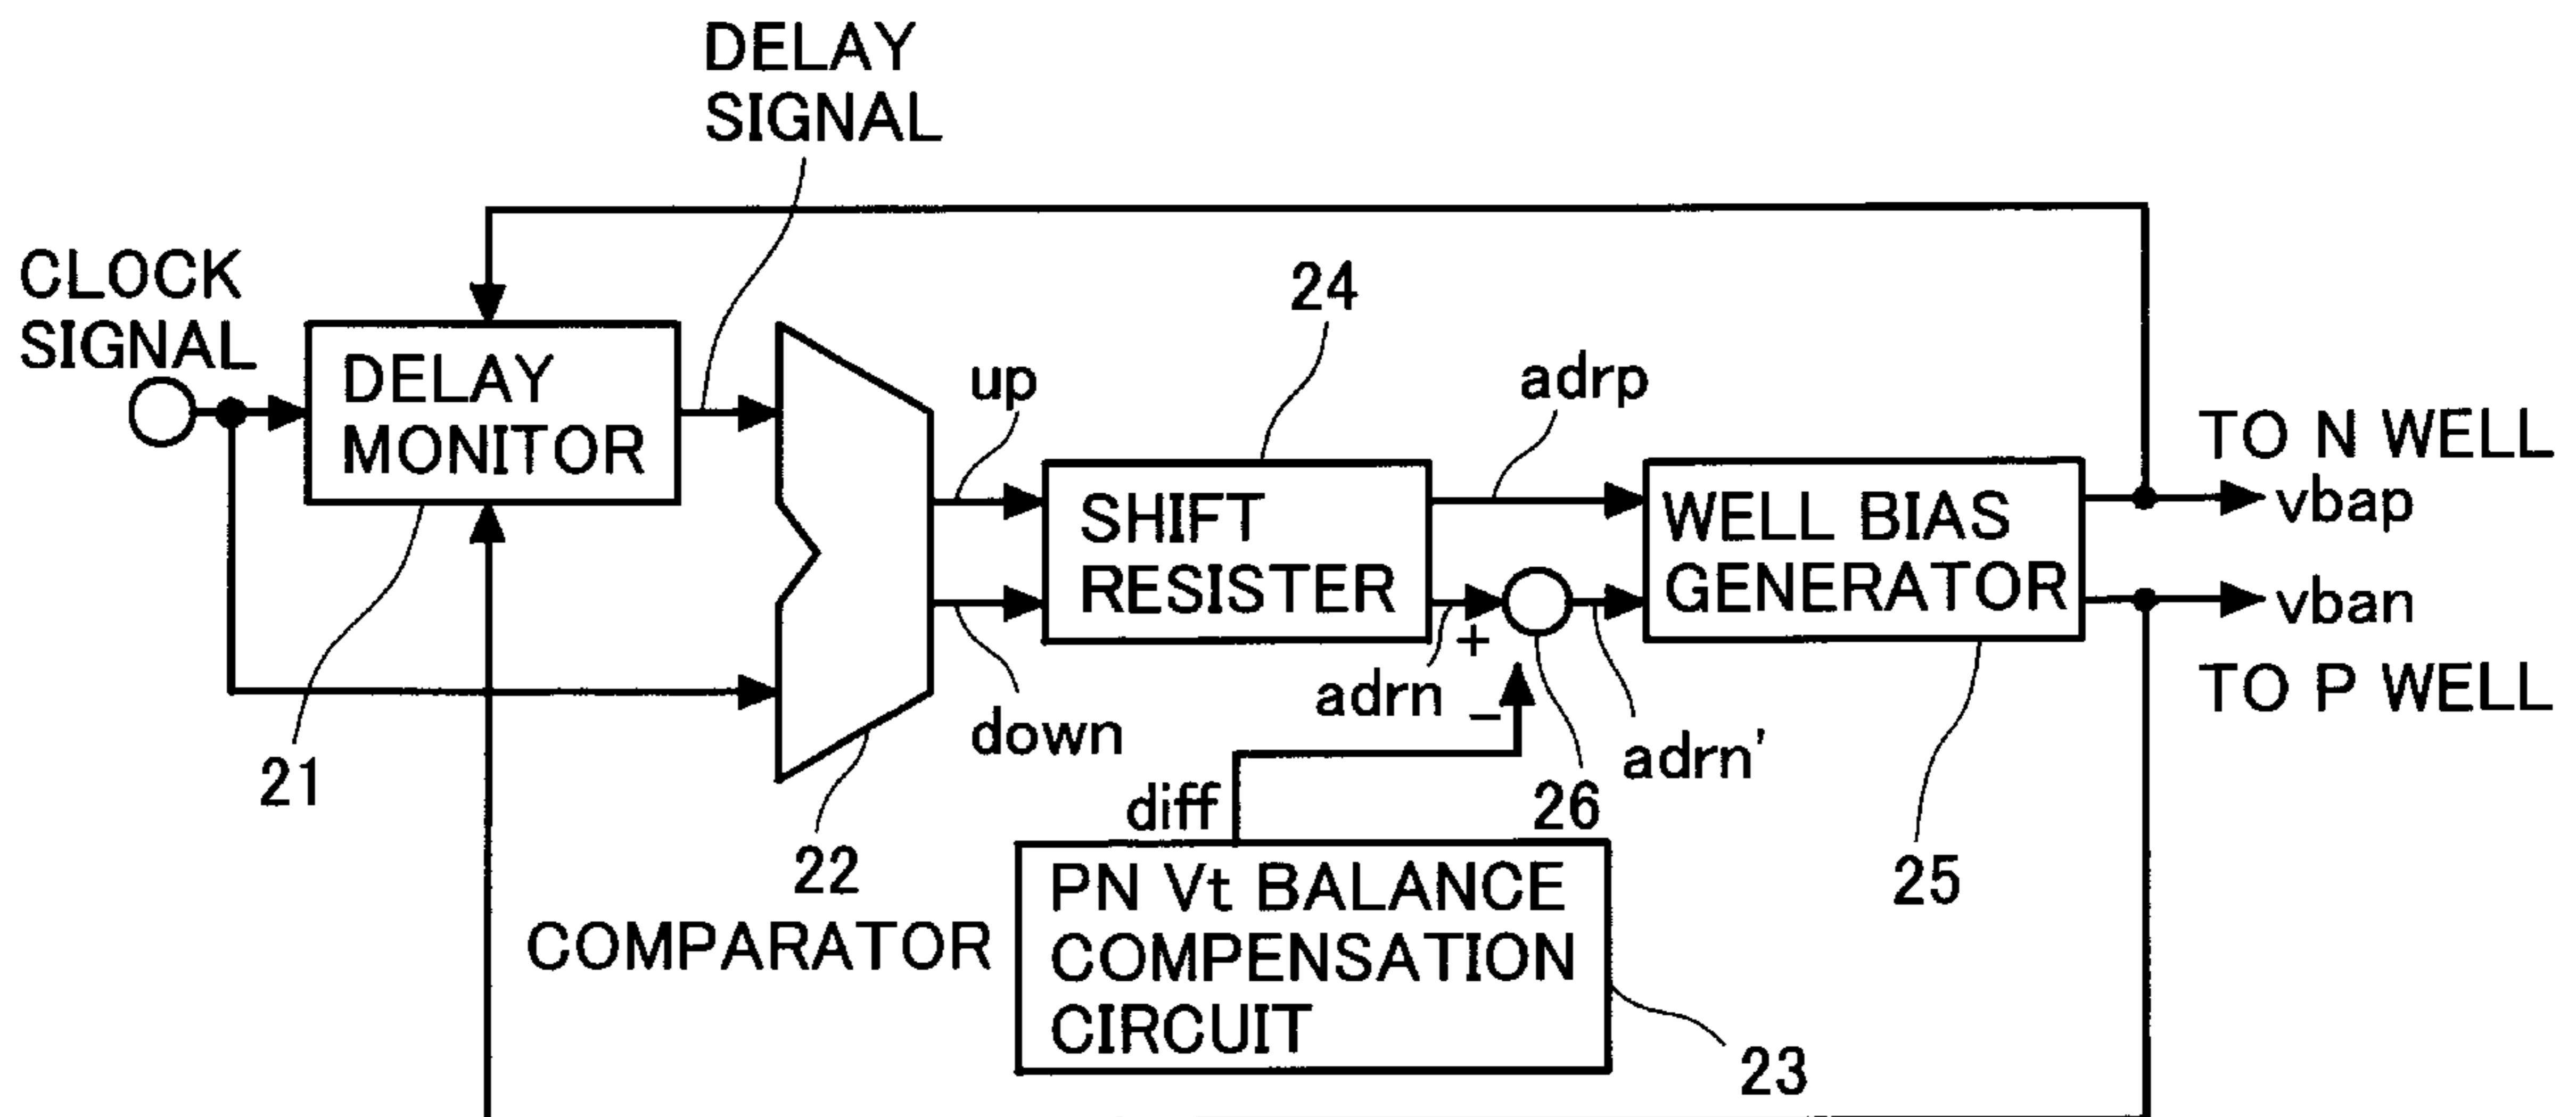 DELAY
SIGNAL
CLOCK
SIGNAL
DELAY
MONITOR
21
up
down
22
COMPARATOR
24
SHIFT
RESISTER
adrp
adrn
+
-
diff
26
adrn'
PN Vt BALANCE
COMPENSATION
CIRCUIT
23
WELL BIAS
GENERATOR
25
TO N WELL
vbap
vban
TO P WELL